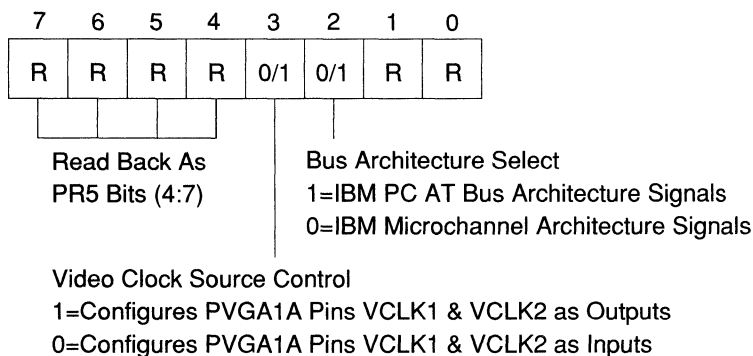 7 6 5 4 3 2 1 0
R R R R 0/1 0/1 R R
Read Back As
PR5 Bits (4:7)
Bus Architecture Select
1=IBM PC AT Bus Architecture Signals
0=IBM Microchannel Architecture Signals
Video Clock Source Control
1=Configures PVGA1A Pins VCLK1 & VCLK2 as Outputs
0=Configures PVGA1A Pins VCLK1 & VCLK2 as Inputs